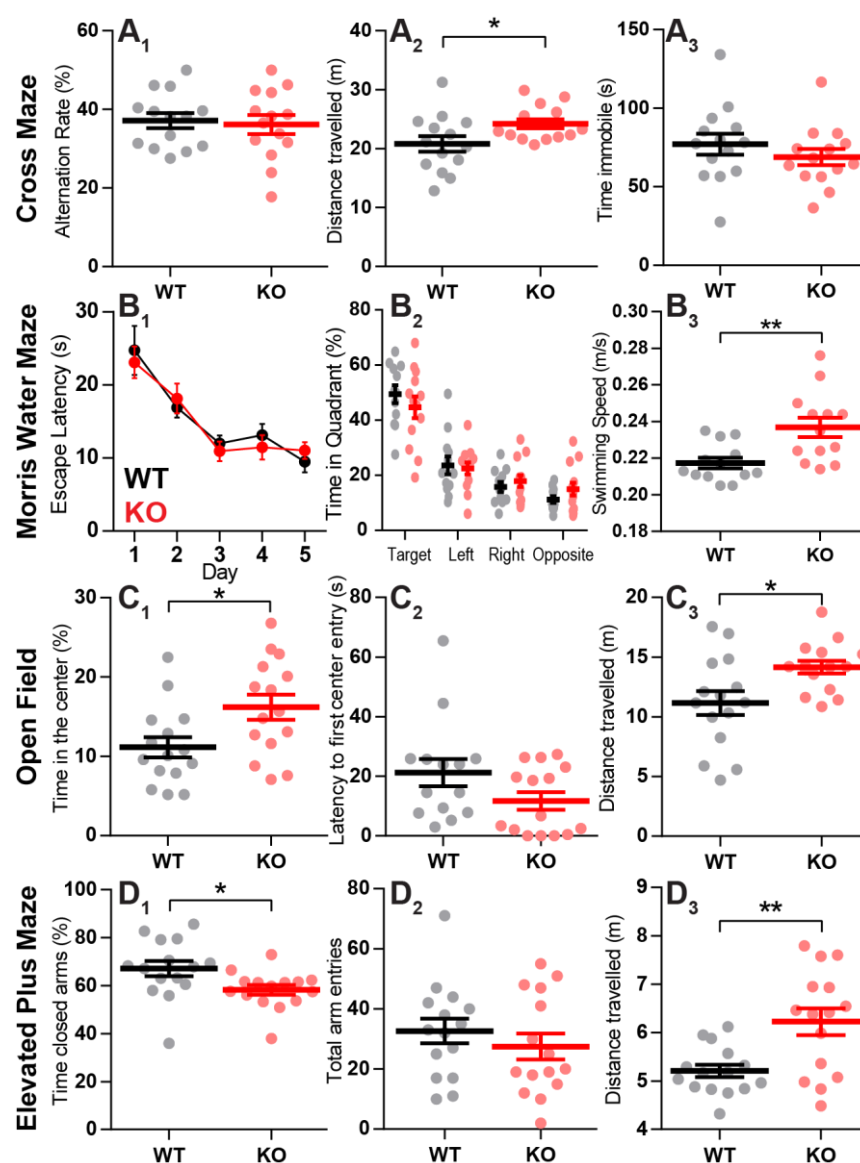 Cross Maze
A1
Alternation Rate (%)
60
40
20
0
WT
KO
A2
*
Distance travelled (m)
40
30
20
10
0
WT
KO
A3
Time immobile (s)
150
100
50
0
WT
KO
Morris Water Maze
B1
Escape Latency (s)
30
20
10
0
WT
KO
1 2 3 4 5
Day
B2
Time in Quadrant (%)
80
60
40
20
0
Target Left Right Opposite
B3
**
Swimming Speed (m/s)
0.28
0.26
0.24
0.22
0.20
0.18
WT
KO
Open Field
C1
*
Time in the center (%)
30
20
10
0
WT
KO
C2
Latency to first center entry (s)
80
60
40
20
0
WT
KO
C3
*
Distance travelled (m)
20
15
10
5
0
WT
KO
Elevated Plus Maze
D1
*
Time closed arms (%)
100
80
60
40
20
0
WT
KO
D2
Total arm entries
80
60
40
20
0
WT
KO
D3
**
Distance travelled (m)
9
8
7
6
5
4
WT
KO